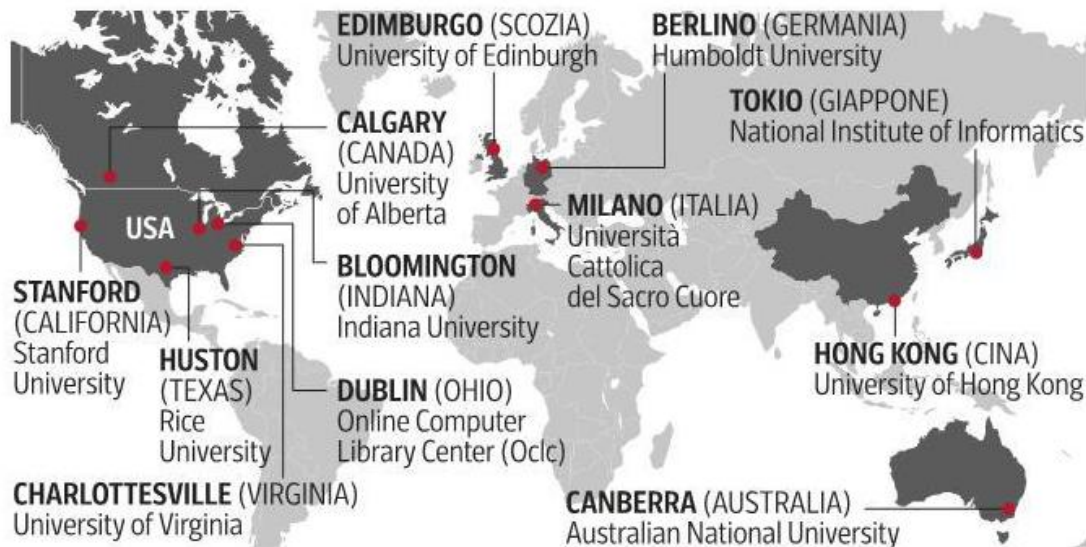 EDIMBURGO (SCOZIA)
University of Edinburgh
BERLINO (GERMANIA)
Humboldt University
TOKIO (GIAPPONE)
National Institute of Informatics
CALGARY
(CANADA)
University
of Alberta
USA
MILANO (ITALIA)
Università
Cattolica
del Sacro Cuore
BLOOMINGTON
(INDIANA)
Indiana University
STANFORD
(CALIFORNIA)
Stanford
University
HUSTON
(TEXAS)
Rice
University
DUBLIN (OHIO)
Online Computer
Library Center (Oclc)
HONG KONG (CINA)
University of Hong Kong
CHARLOTTESVILLE (VIRGINIA)
University of Virginia
CANBERRA (AUSTRALIA)
Australian National University